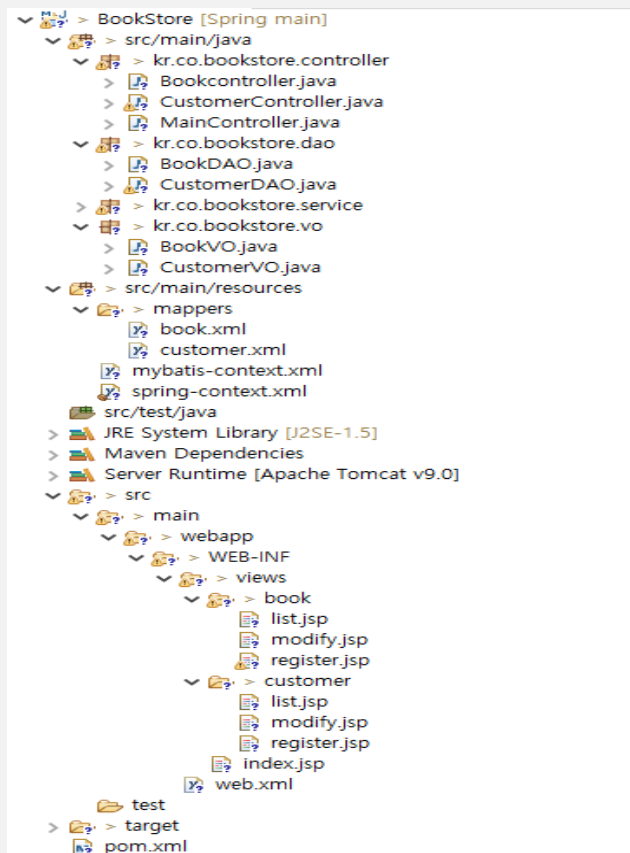 > BookStore [Spring main]
> src/main/java
> kr.co.bookstore.controller
Bookcontroller.java
CustomerController.java
MainController.java
> kr.co.bookstore.dao
BookDAO.java
CustomerDAO.java
> kr.co.bookstore.service
> kr.co.bookstore.vo
BookVO.java
CustomerVO.java
> src/main/resources
> mappers
book.xml
customer.xml
mybatis-context.xml
spring-context.xml
src/test/java
JRE System Library [J2SE-1.5]
Maven Dependencies
Server Runtime [Apache Tomcat v9.0]
> src
> main
> webapp
> WEB-INF
> views
> book
list.jsp
modify.jsp
register.jsp
> customer
list.jsp
modify.jsp
register.jsp
index.jsp
web.xml
test
> target
pom.xml